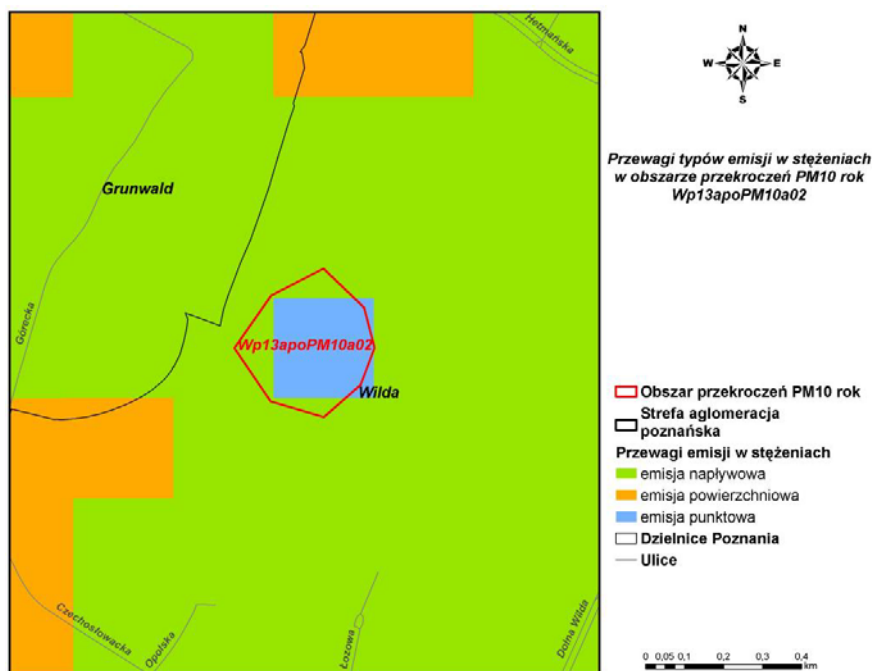 Hetmańska
Grunwald
Górecka
Wp13apoPM10a02
Wilda
Czechosłowacka
Opolska
Łozowa
Dolna Wilda
N
W E
S
Przewagi typów emisji w stężeniach
w obszarze przekroczeń PM10 rok
Wp13apoPM10a02
Obszar przekroczeń PM10 rok
Strefa aglomeracja
poznańska
Przewagi emisji w stężeniach
emisja napływowa
emisja powierzchniowa
emisja punktowa
Dzielnice Poznania
Ulice
0 0,05 0,1 0,2 0,3 0,4
km